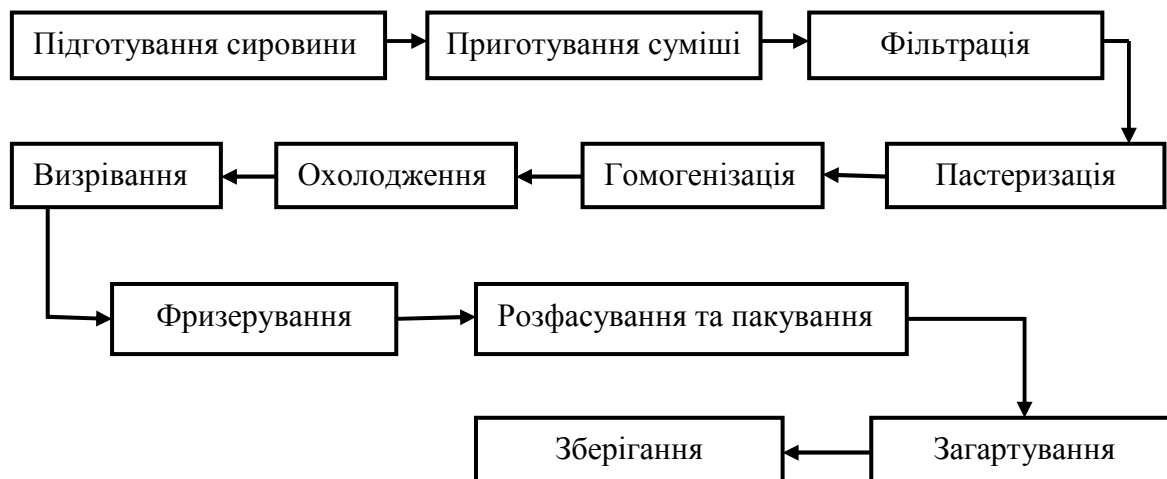 Підготування сировини
Приготування суміші
Фільтрація
Пастеризація
Гомогенізація
Охолодження
Визрівання
Фризерування
Розфасування та пакування
Загартування
Зберігання